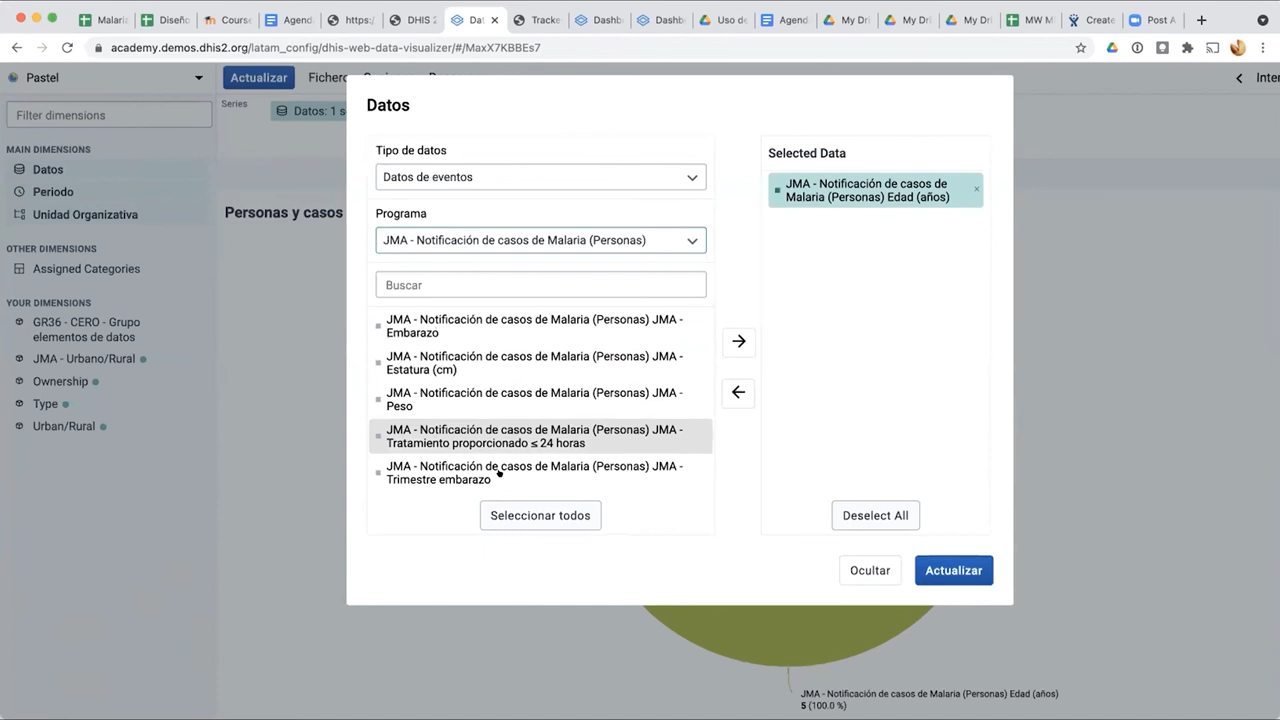 Malaria
Diseño
Course
Agend
https:/
DHIS 2
Dat
Tracke
Dashb
Dashb
Uso de
Agend
My Dri
My Dri
My Dri
MW M
Create
Post A
academy.demos.dhis2.org/latam_config/dhis-web-data-visualizer/#/MaxX7KBBEs7
Pastel
Actualizar
Fichero
Inter
Filter dimensions
Series
Datos: 1 s
MAIN DIMENSIONS
Datos
Periodo
Unidad Organizativa
OTHER DIMENSIONS
Assigned Categories
YOUR DIMENSIONS
GR36 - CERO - Grupo
elementos de datos
JMA - Urbano/Rural
Ownership
Type
Urban/Rural
Personas y casos
Datos
Tipo de datos
Datos de eventos
Programa
JMA - Notificación de casos de Malaria (Personas)
Buscar
JMA - Notificación de casos de Malaria (Personas) JMA -
Embarazo
JMA - Notificación de casos de Malaria (Personas) JMA -
Estatura (cm)
JMA - Notificación de casos de Malaria (Personas) JMA -
Peso
JMA - Notificación de casos de Malaria (Personas) JMA -
Tratamiento proporcionado ≤ 24 horas
JMA - Notificación de casos de Malaria (Personas) JMA -
Trimestre embarazo
Seleccionar todos
Selected Data
JMA - Notificación de casos de
Malaria (Personas) Edad (años)
Deselect All
Ocultar
Actualizar
JMA - Notificación de casos de Malaria (Personas) Edad (años)
5 (100.0 %)